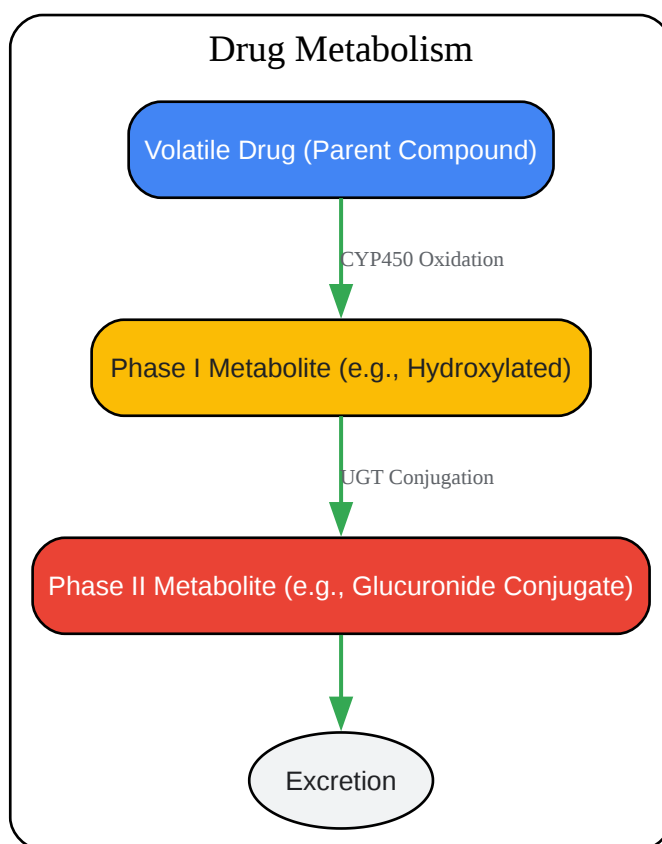 Drug Metabolism
Volatile Drug (Parent Compound)
CYP450 Oxidation
Phase I Metabolite (e.g., Hydroxylated)
UGT Conjugation
Phase II Metabolite (e.g., Glucuronide Conjugate)
Excretion